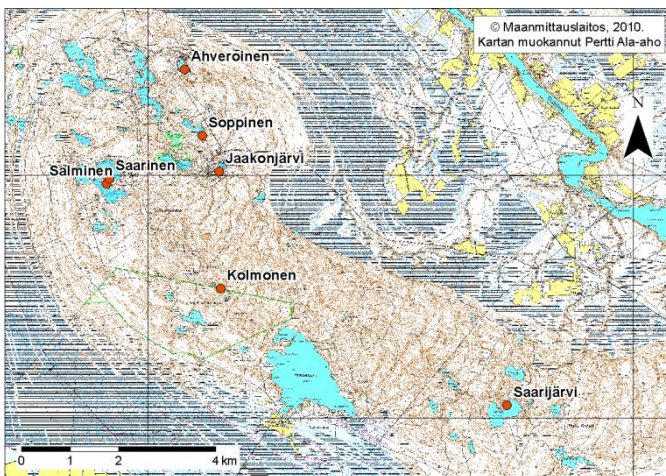 © Maanmittauslaitos, 2010.
Kartan muokannut Pertti Ala-aho
Ahveroinen
N
Soppinen
Jaakonjärvi
Saarinen
Salminen
Kolmonen
Saarijärvi
0 1 2 4 km